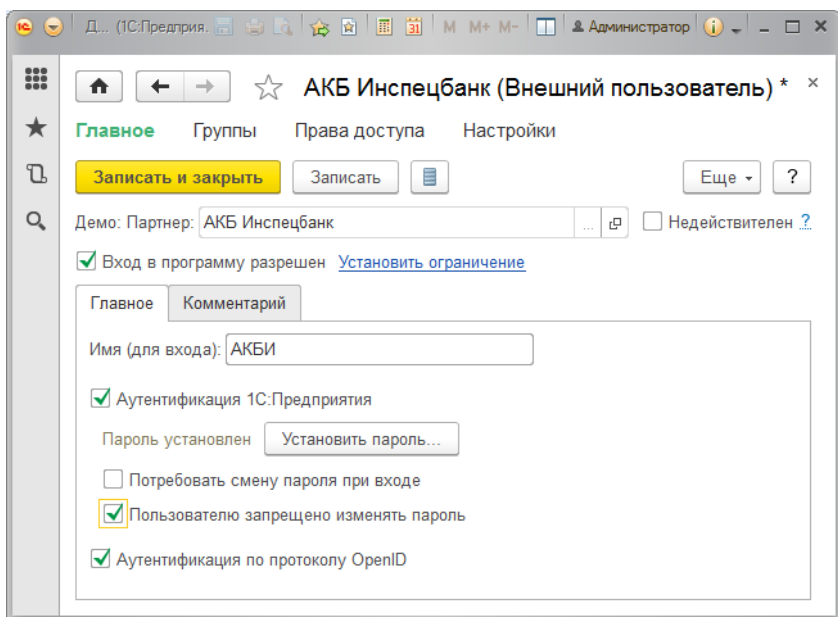 Д... (1С:Предприя. 31 M M+ M- Администратор
АКБ Инспецбанк (Внешний пользователь) *
Главное Группы Права доступа Настройки
Записать и закрыть Записать Еще ?
Демо: Партнер: АКБ Инспецбанк ... Недействителен ?
Вход в программу разрешен Установить ограничение
Главное Комментарий
Имя (для входа): АКБИ
Аутентификация 1С:Предприятия
Пароль установлен Установить пароль...
Потребовать смену пароля при входе
Пользователю запрещено изменять пароль
Аутентификация по протоколу OpenID